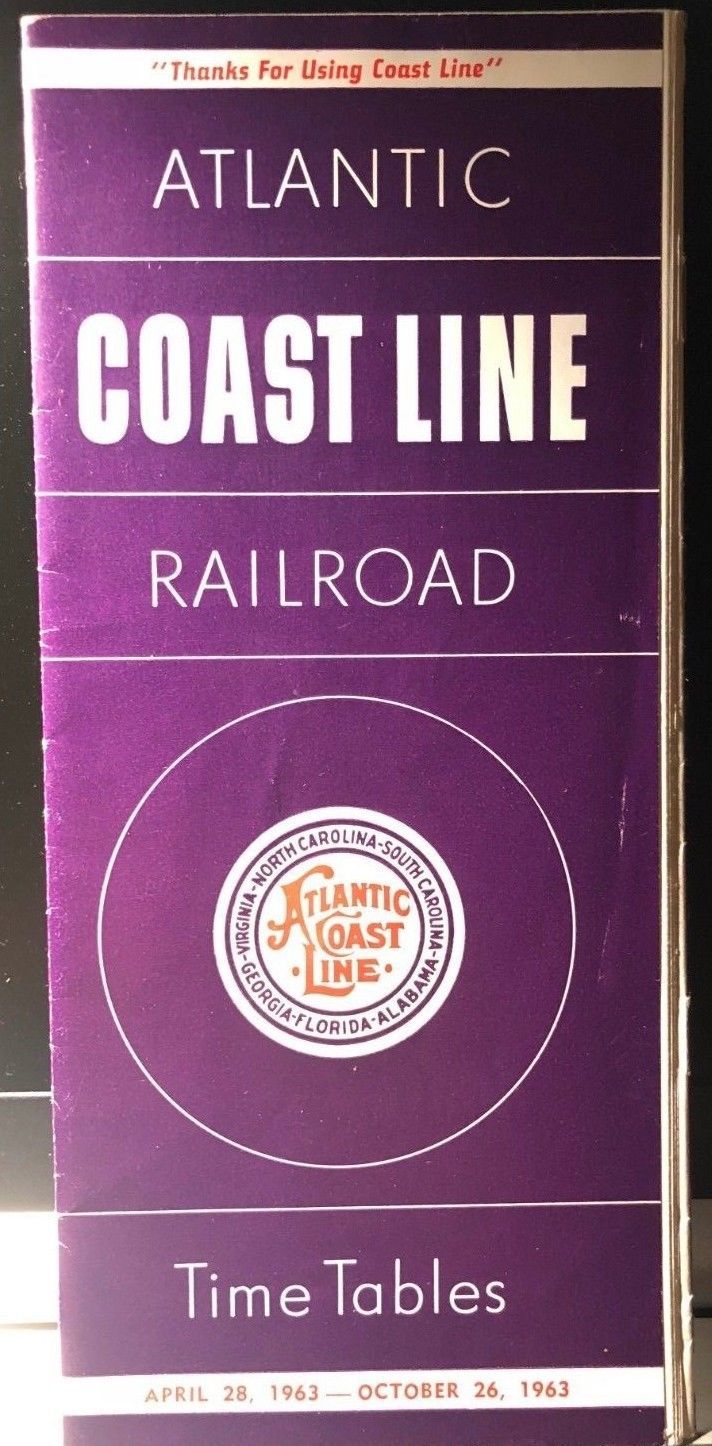 "Thanks For Using Coast Line"
ATLANTIC
COAST LINE
RAILROAD
VIRGINIA-NORTH CAROLINA-SOUTH CAROLINA-
GEORGIA-FLORIDA-ALABAMA-
ATLANTIC
COAST
·LINE·
Time Tables
APRIL 28, 1963 — OCTOBER 26, 1963